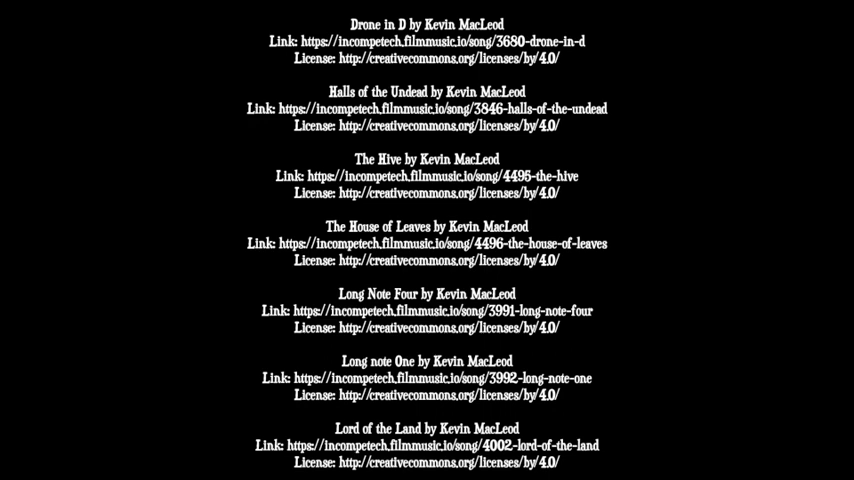 Drone in D by Kevin MacLeod
Link: https://incompetech.filmmusic.io/song/3680-drone-in-d
License: http://creativecommons.org/licenses/by/4.0/
Halls of the Undead by Kevin MacLeod
Link: https://incompetech.filmmusic.io/song/3846-halls-of-the-undead
License: http://creativecommons.org/licenses/by/4.0/
The Hive by Kevin MacLeod
Link: https://incompetech.filmmusic.io/song/4495-the-hive
License: http://creativecommons.org/licenses/by/4.0/
The House of Leaves by Kevin MacLeod
Link: https://incompetech.filmmusic.io/song/4496-the-house-of-leaves
License: http://creativecommons.org/licenses/by/4.0/
Long Note Four by Kevin MacLeod
Link: https://incompetech.filmmusic.io/song/3991-long-note-four
License: http://creativecommons.org/licenses/by/4.0/
Long note One by Kevin MacLeod
Link: https://incompetech.filmmusic.io/song/3992-long-note-one
License: http://creativecommons.org/licenses/by/4.0/
Lord of the Land by Kevin MacLeod
Link: https://incompetech.filmmusic.io/song/4002-lord-of-the-land
License: http://creativecommons.org/licenses/by/4.0/